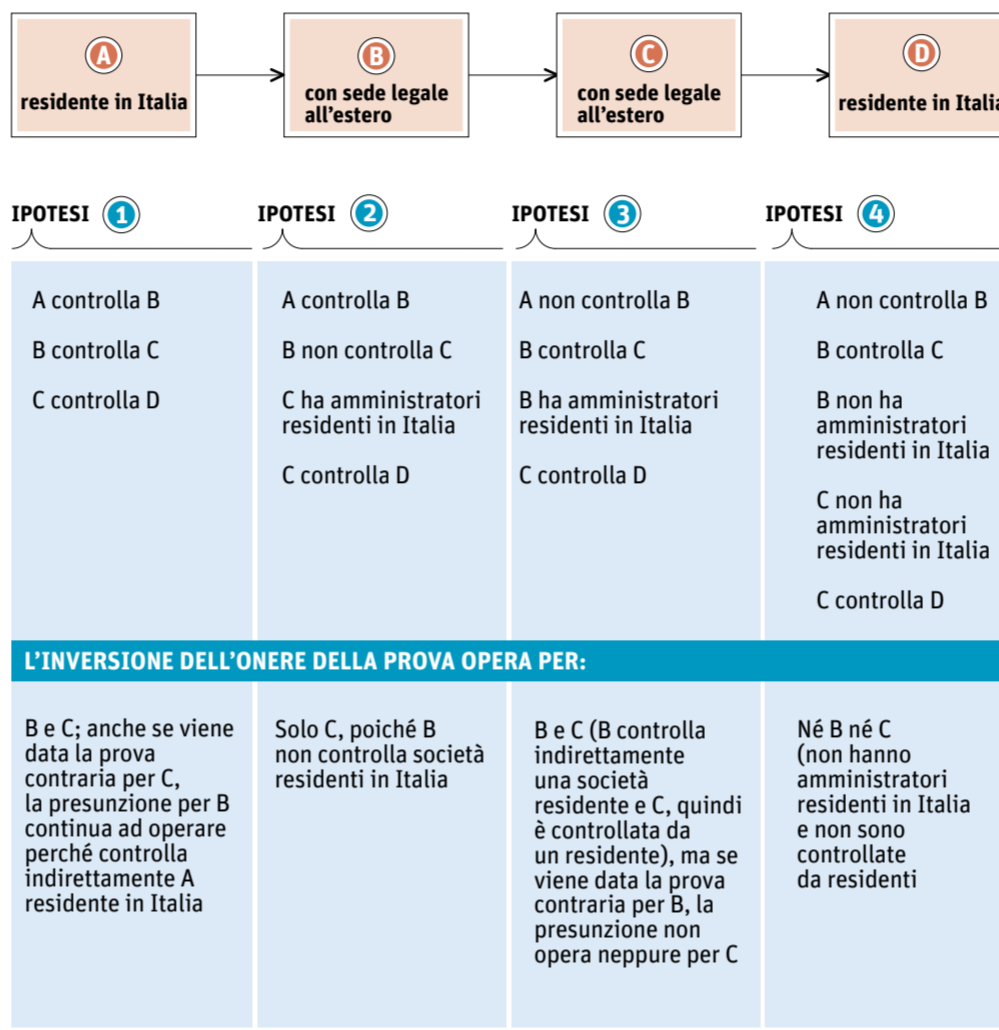 A
residente in Italia
B
con sede legale
all'estero
C
con sede legale
all'estero
D
residente in Italia
IPOTESI 1
A controlla B
B controlla C
C controlla D
IPOTESI 2
A controlla B
B non controlla C
C ha amministratori
residenti in Italia
C controlla D
IPOTESI 3
A non controlla B
B controlla C
B ha amministratori
residenti in Italia
C controlla D
IPOTESI 4
A non controlla B
B controlla C
B non ha
amministratori
residenti in Italia
C non ha
amministratori
residenti in Italia
C controlla D
L'INVERSIONE DELL'ONERE DELLA PROVA OPERA PER:
B e C; anche se viene
data la prova
contraria per C,
la presunzione per B
continua ad operare
perché controlla
indirettamente A
residente in Italia
Solo C, poiché B
non controlla società
residenti in Italia
B e C (B controlla
indirettamente
una società
residente e C, quindi
è controllata da
un residente), ma se
viene data la prova
contraria per B, la
presunzione non
opera neppure per C
Né B né C
(non hanno
amministratori
residenti in Italia
e non sono
controllate
da residenti